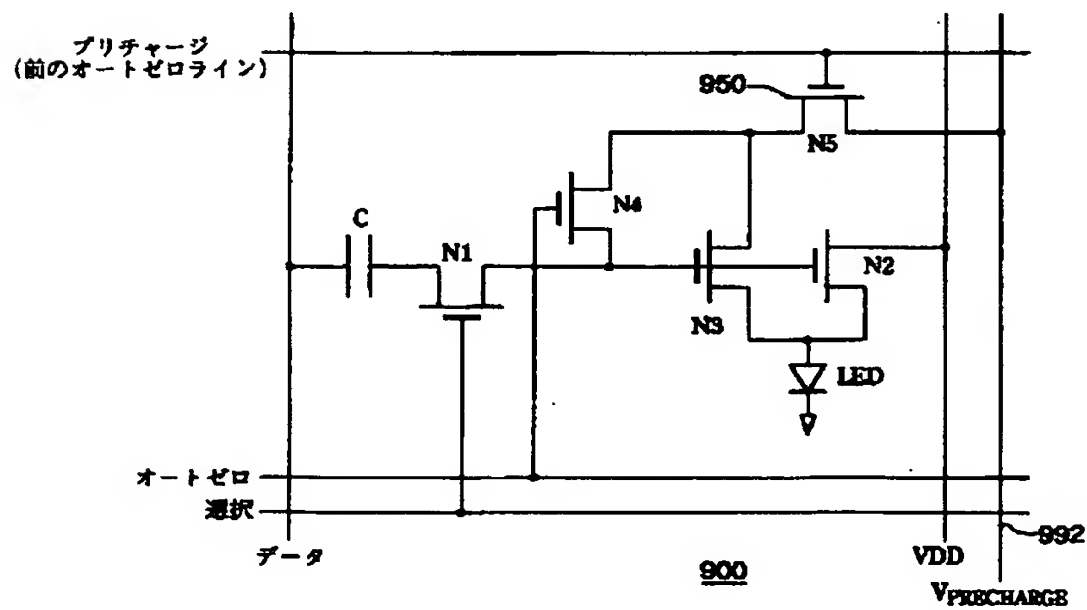 プリチャージ
(前のオートゼロライン)
950
N5
N4
C
N1
N2
N3
LED
オートゼロ
選択
データ
VDD
992
900
VPRECHARGE